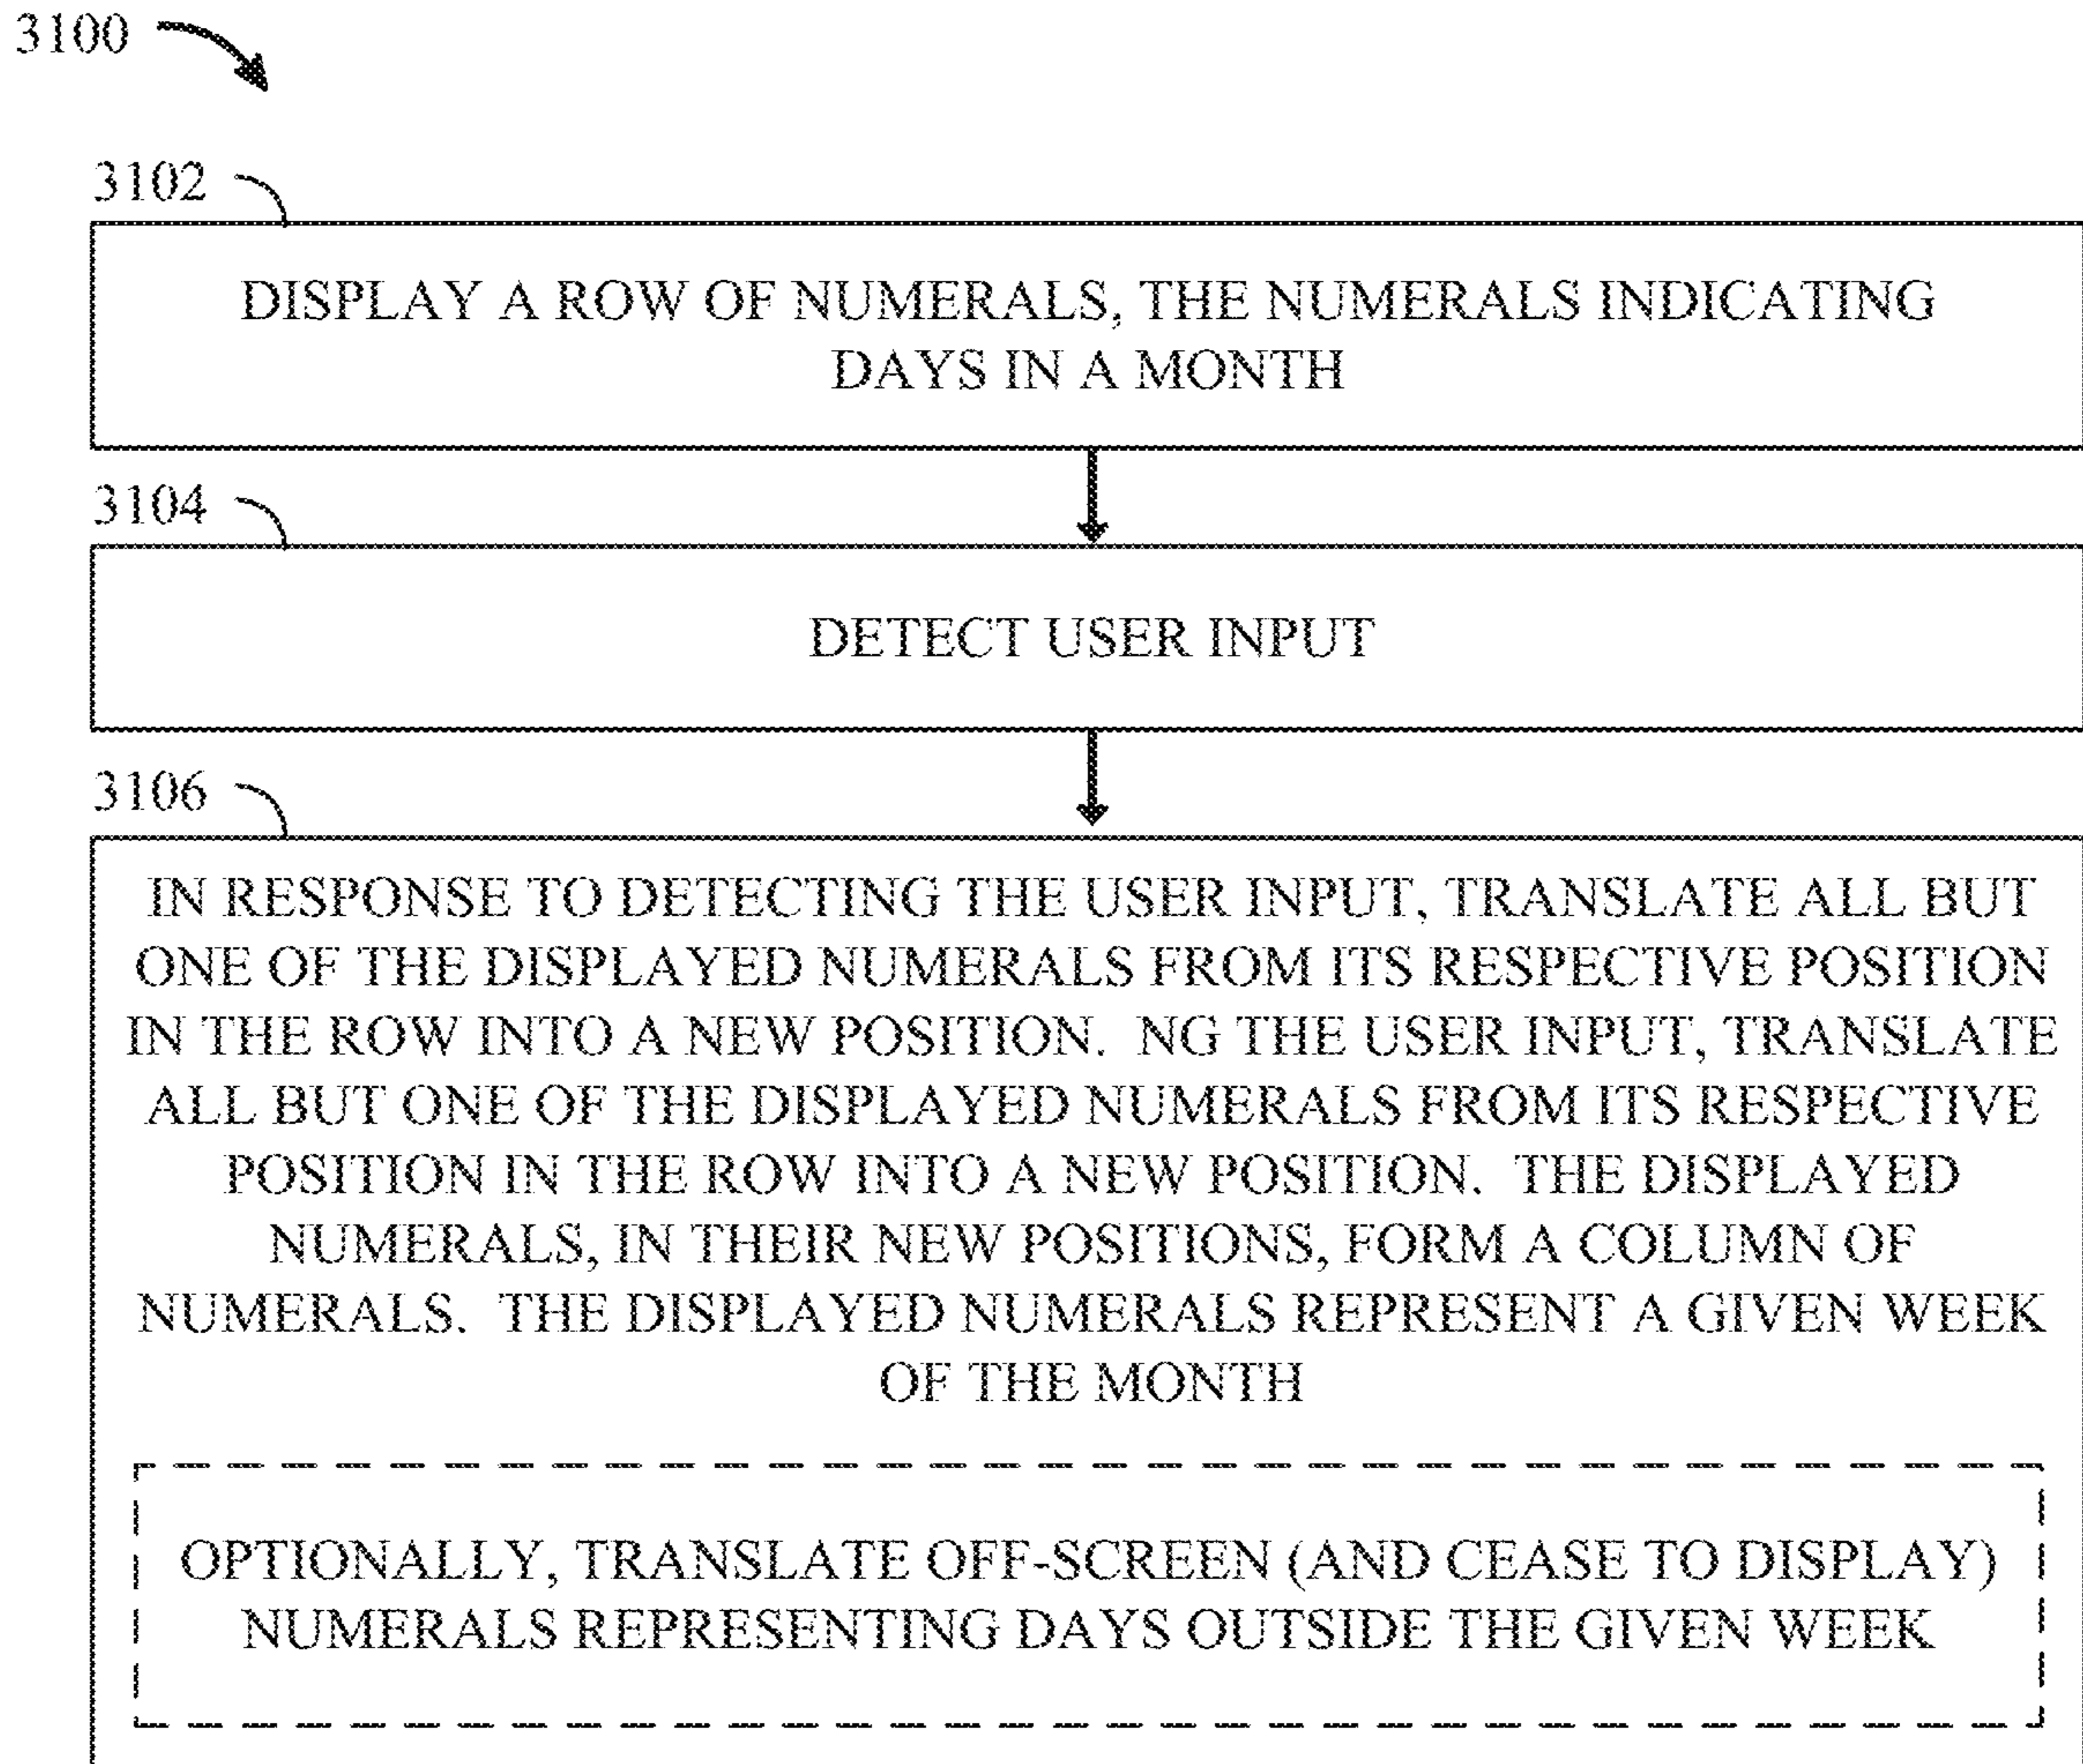 3100
3102
DISPLAY A ROW OF NUMERALS, THE NUMERALS INDICATING
DAYS IN A MONTH
3104
DETECT USER INPUT
3106
IN RESPONSE TO DETECTING THE USER INPUT, TRANSLATE ALL BUT
ONE OF THE DISPLAYED NUMERALS FROM ITS RESPECTIVE POSITION
IN THE ROW INTO A NEW POSITION. NG THE USER INPUT, TRANSLATE
ALL BUT ONE OF THE DISPLAYED NUMERALS FROM ITS RESPECTIVE
POSITION IN THE ROW INTO A NEW POSITION. THE DISPLAYED
NUMERALS, IN THEIR NEW POSITIONS, FORM A COLUMN OF
NUMERALS. THE DISPLAYED NUMERALS REPRESENT A GIVEN WEEK
OF THE MONTH
OPTIONALLY, TRANSLATE OFF-SCREEN (AND CEASE TO DISPLAY)
NUMERALS REPRESENTING DAYS OUTSIDE THE GIVEN WEEK